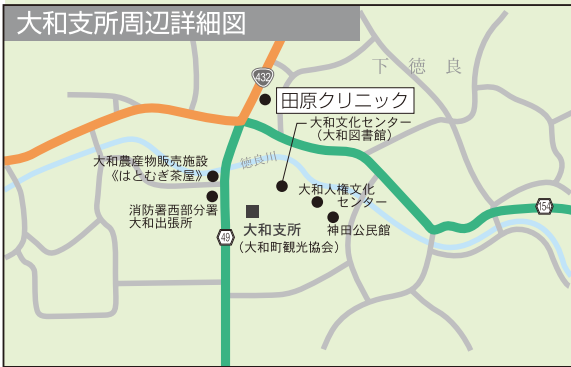 大和支所周辺詳細図
下徳良
432
田原クリニック
大和文化センター
(大和図書館)
徳良川
大和農産物販売施設
《はとむぎ茶屋》
大和人権文化
センター
消防署西部分署
大和出張所
154
神田公民館
大和支所
(大和町観光協会)
49